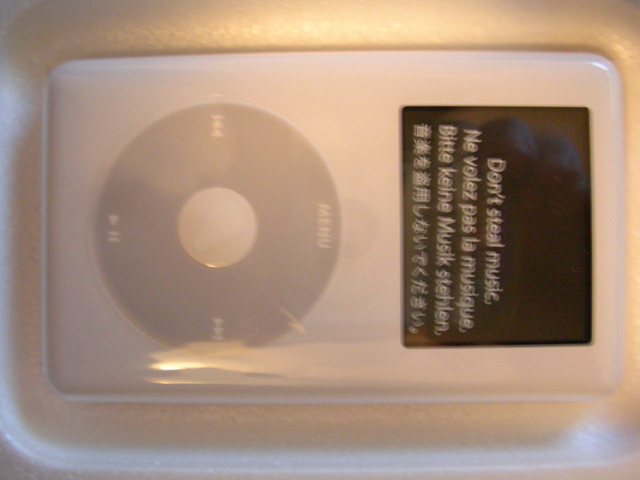 Don't steal music.
Ne volez pas la musique.
Bitte keine Musik stehlen.
音楽を盗用しないでください。
MENU